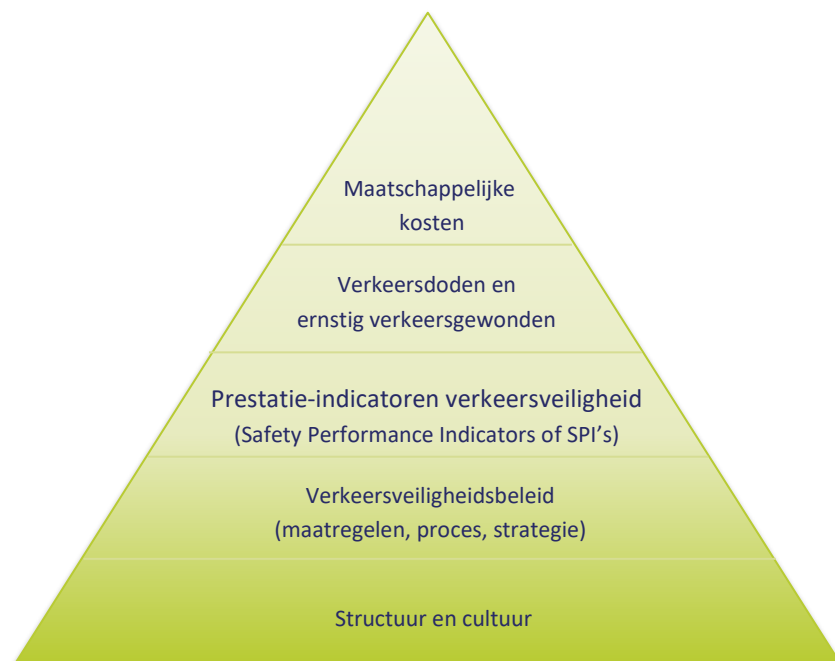 Maatschappelijke
kosten
Verkeersdoden en
ernstig verkeersgewonden
Prestatie-indicatoren verkeersveiligheid
(Safety Performance Indicators of SPI’s)
Verkeersveiligheidsbeleid
(maatregelen, proces, strategie)
Structuur en cultuur